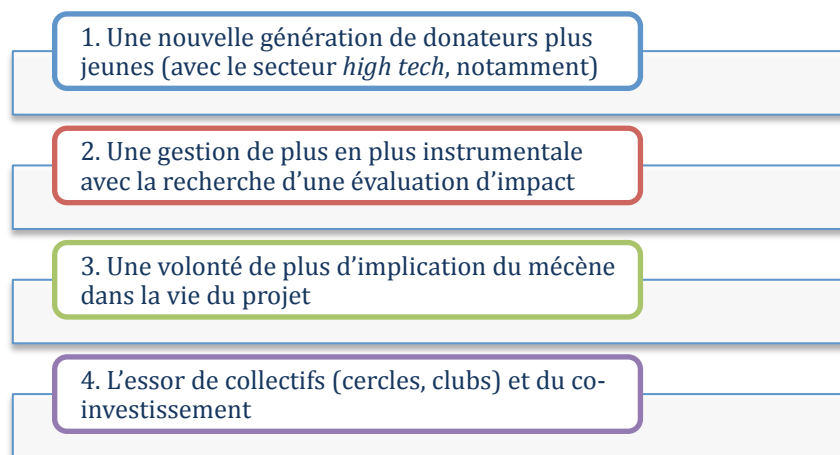 1. Une nouvelle génération de donateurs plus
jeunes (avec le secteur high tech, notamment)
2. Une gestion de plus en plus instrumentale
avec la recherche d’une évaluation d’impact
3. Une volonté de plus d’implication du mécène
dans la vie du projet
4. L’essor de collectifs (cercles, clubs) et du co-
investissement